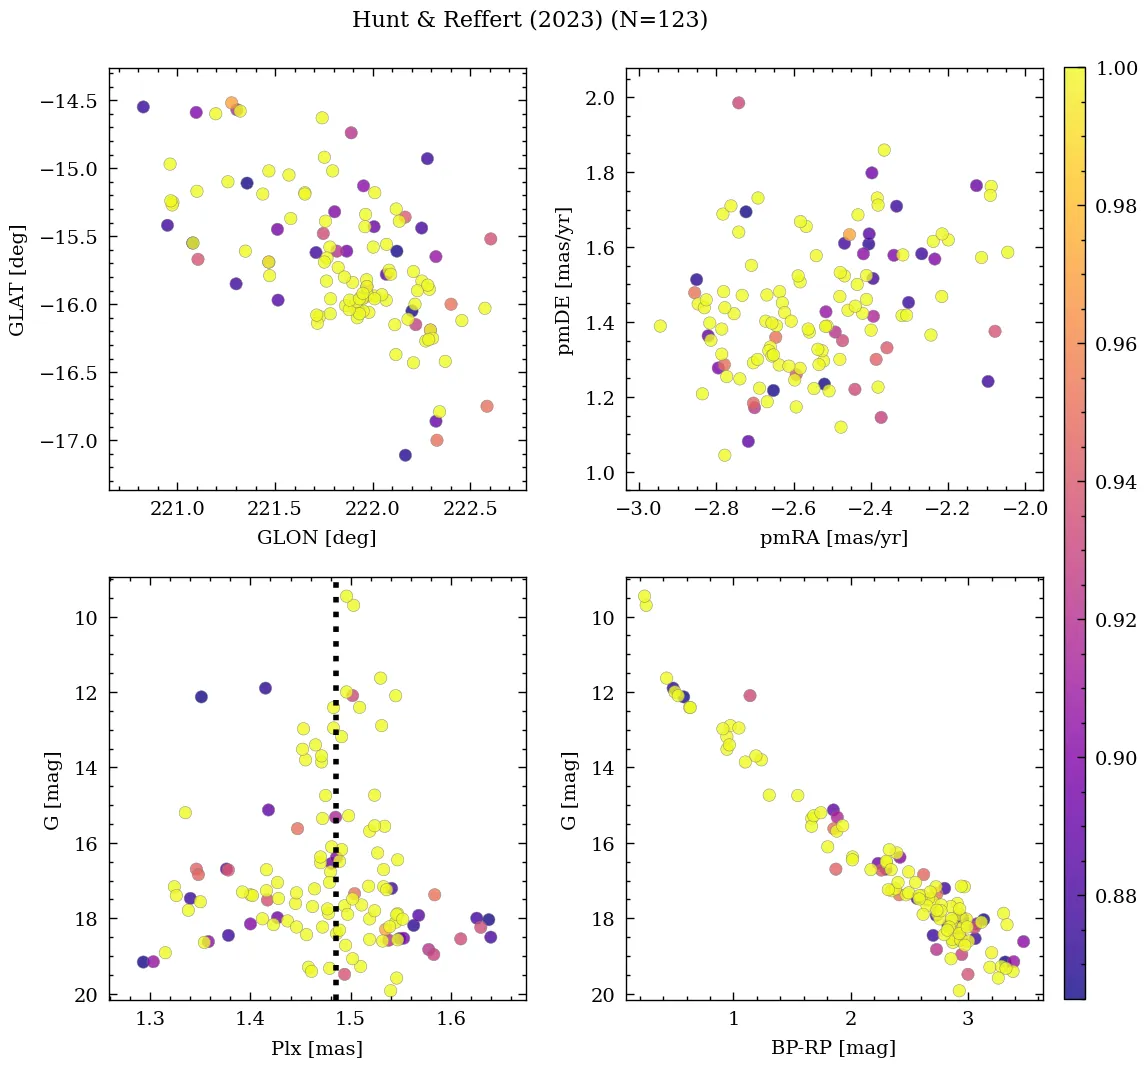 Hunt & Reffert (2023) (N=123)
−14.5
−15.0
−15.5
−16.0
−16.5
−17.0
GLAT [deg]
221.0 221.5 222.0 222.5
GLON [deg]
2.0
1.8
1.6
1.4
1.2
1.0
pmDE [mas/yr]
−3.0 −2.8 −2.6 −2.4 −2.2 −2.0
pmRA [mas/yr]
10
12
14
16
18
20
G [mag]
1.3 1.4 1.5 1.6
Plx [mas]
10
12
14
16
18
20
G [mag]
1 2 3
BP-RP [mag]
1.00
0.98
0.96
0.94
0.92
0.90
0.88